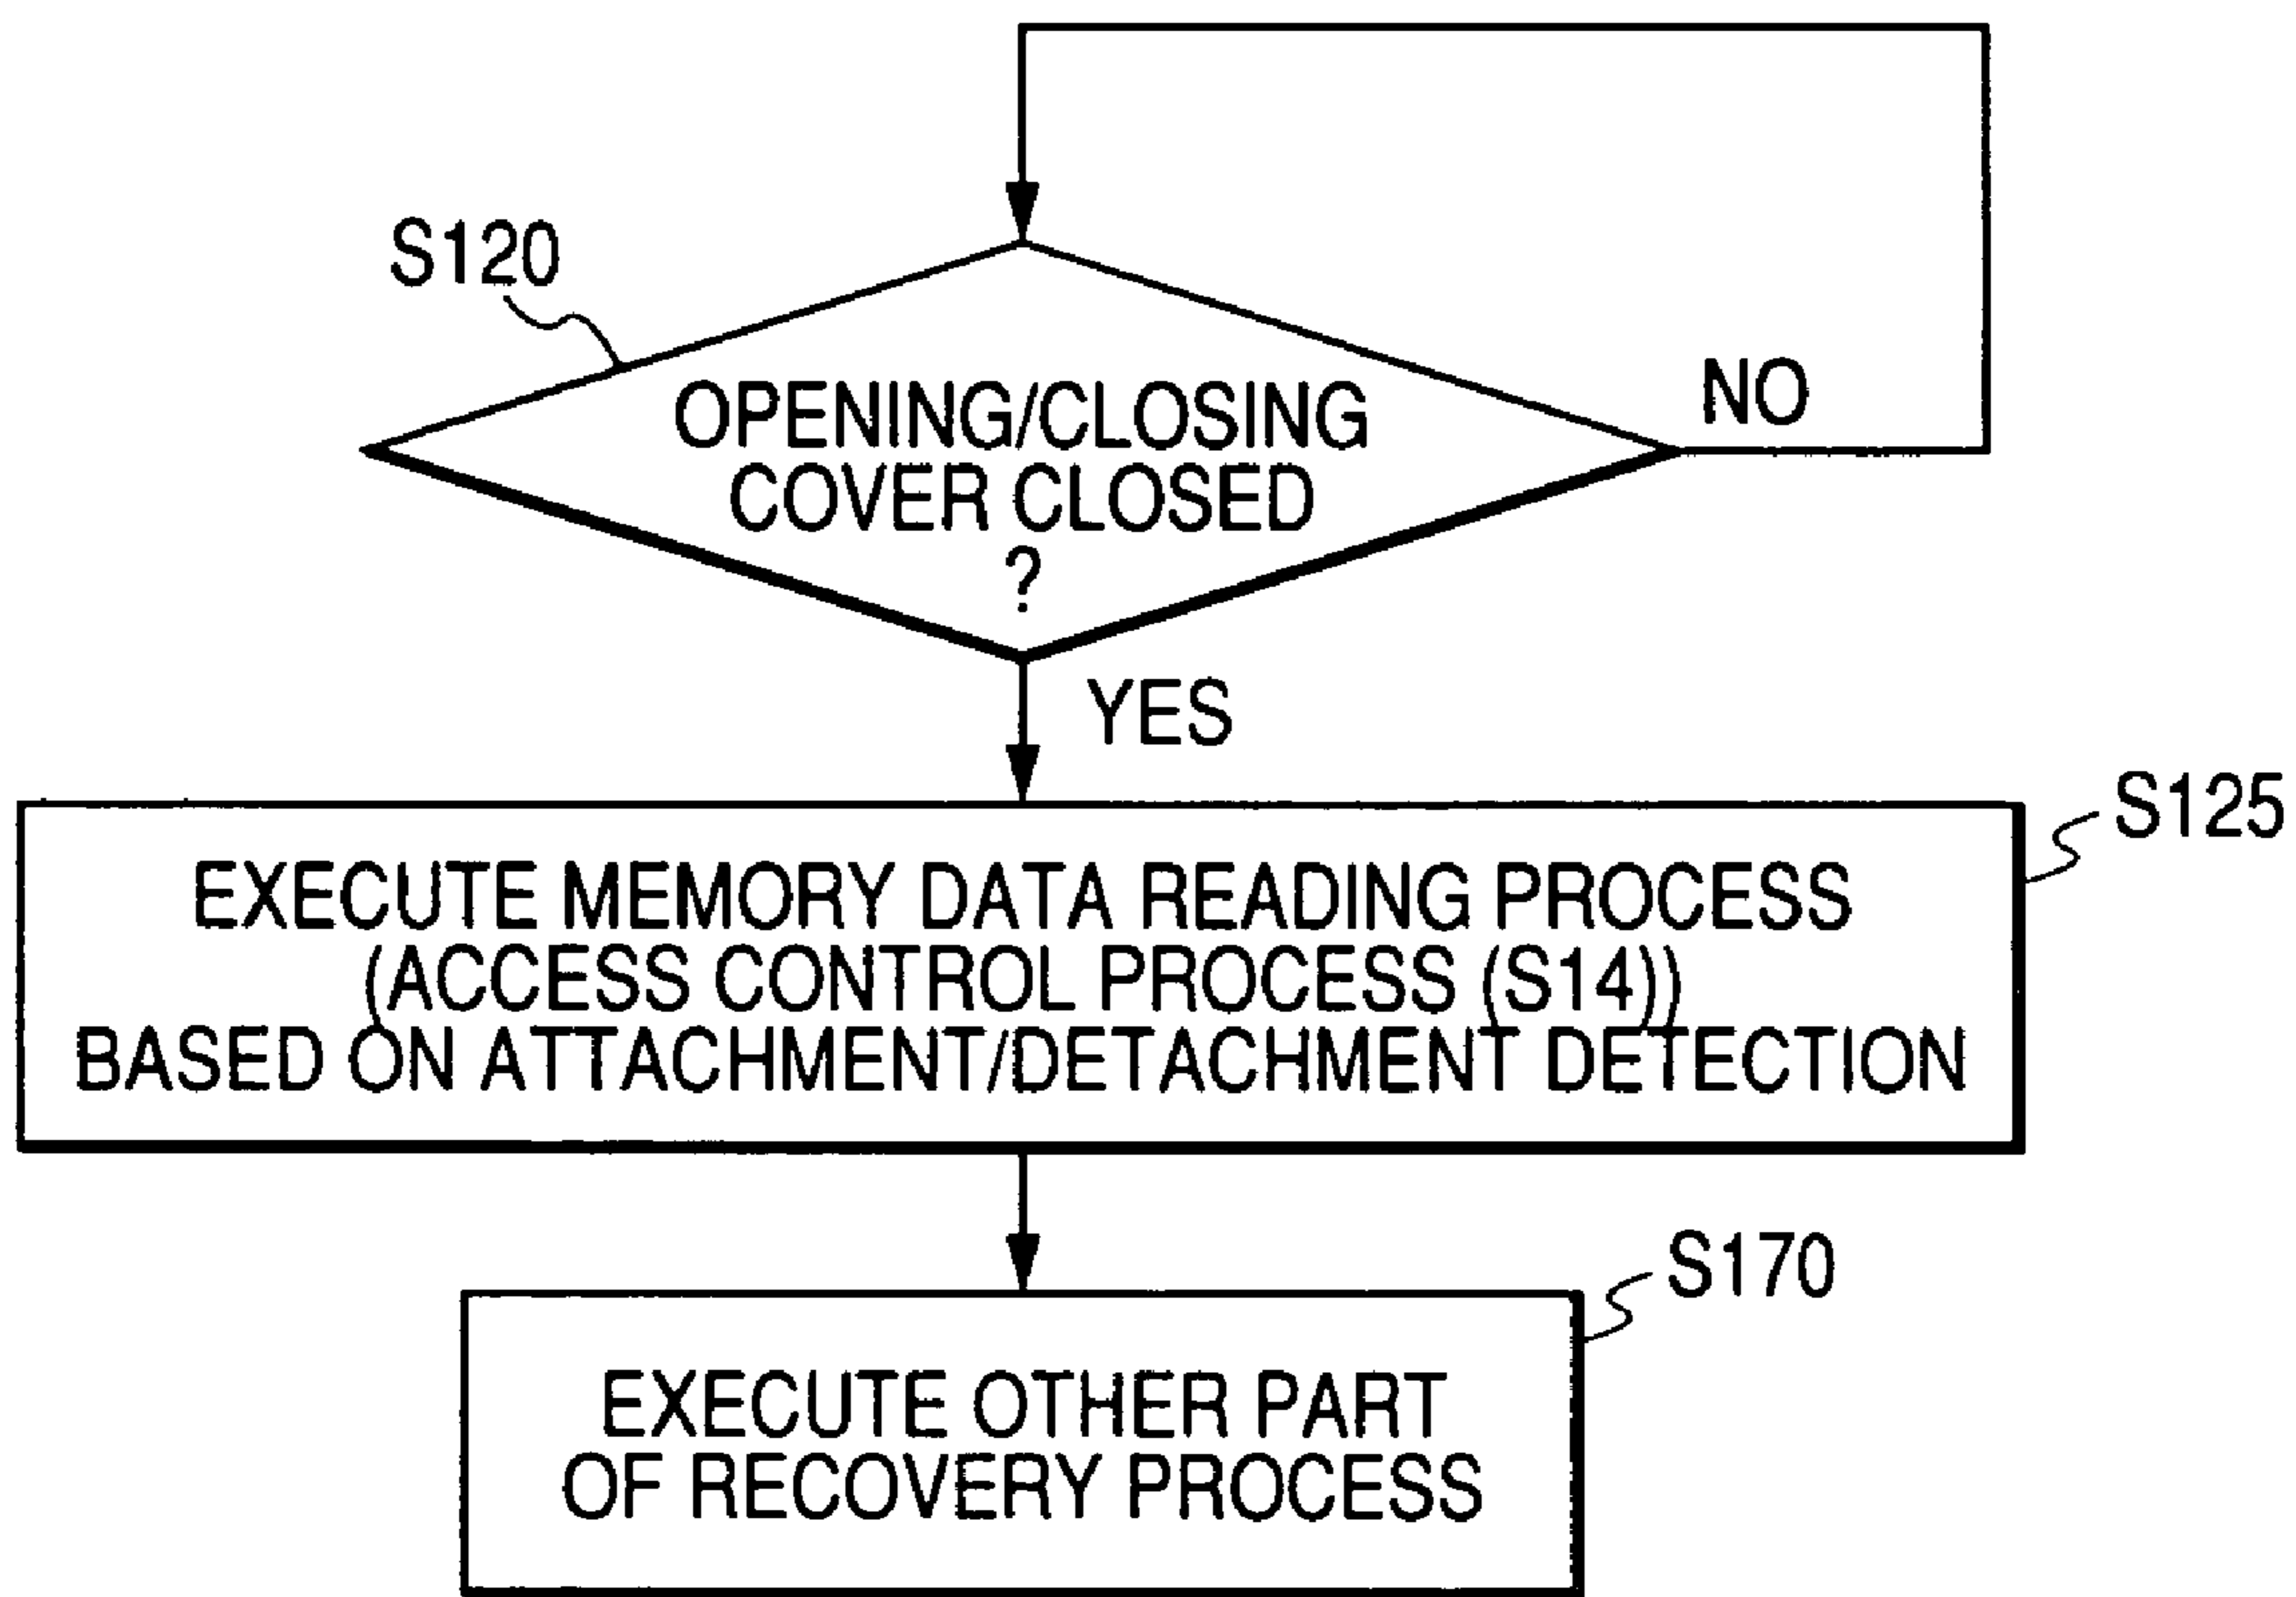 S120
OPENING/CLOSING
COVER CLOSED
?
NO
YES
S125
EXECUTE MEMORY DATA READING PROCESS
(ACCESS CONTROL PROCESS (S14))
BASED ON ATTACHMENT/DETACHMENT DETECTION
S170
EXECUTE OTHER PART
OF RECOVERY PROCESS